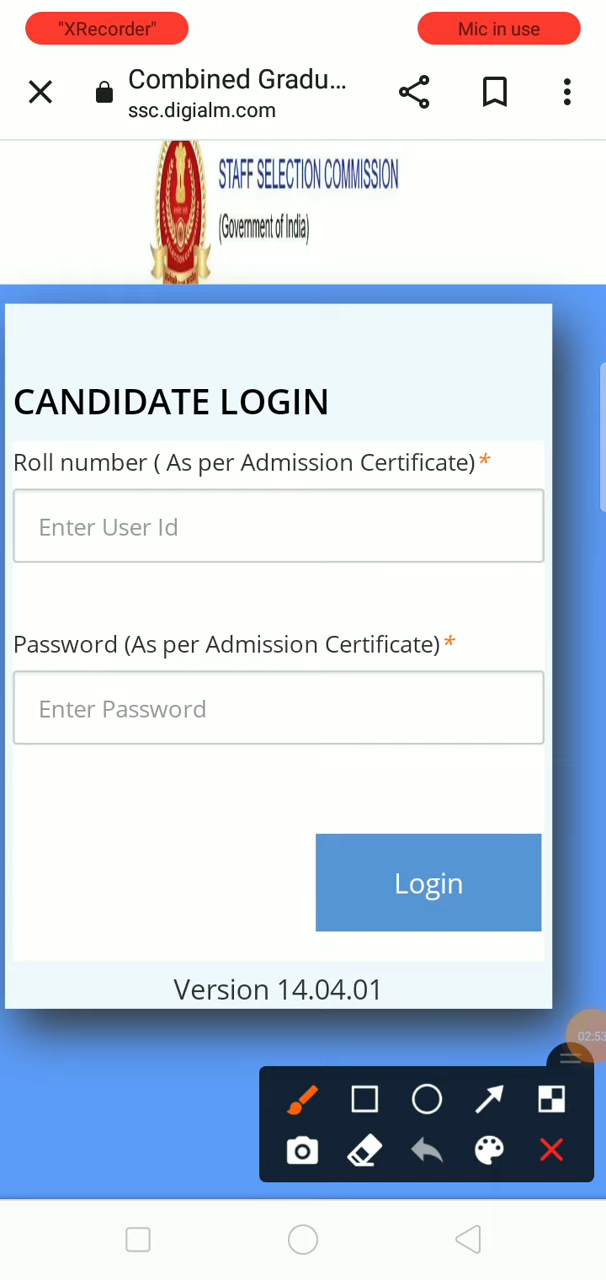 "XRecorder"
Mic in use
Combined Gradu...
ssc.digialm.com
STAFF SELECTION COMMISSION
(Government of India)
CANDIDATE LOGIN
Roll number ( As per Admission Certificate)*
Enter User Id
Password (As per Admission Certificate)*
Enter Password
Login
Version 14.04.01
02:53